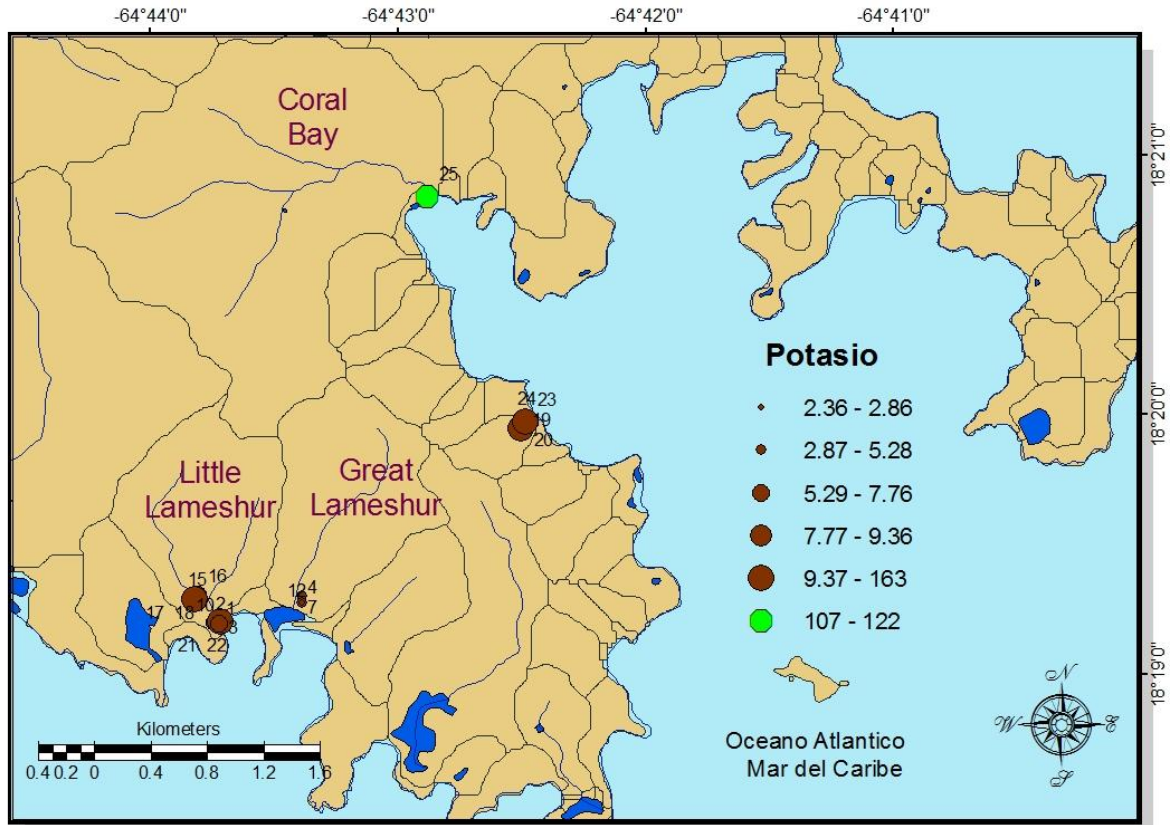 -64°44'0"
-64°43'0"
-64°42'0"
-64°41'0"
Coral
Bay
18°21'0"
25
Potasio
2.36 - 2.86
24 23
2.87 - 5.28
19
20
18°20'0"
Little
Lameshur
Great
Lameshur
5.29 - 7.76
7.77 - 9.36
9.37 - 163
107 - 122
15 16
4
7
17
18
21
22
18°19'0"
Kilometers
0.4 0.2 0 0.4 0.8 1.2 1.6
Oceano Atlantico
Mar del Caribe
N
W
E
S